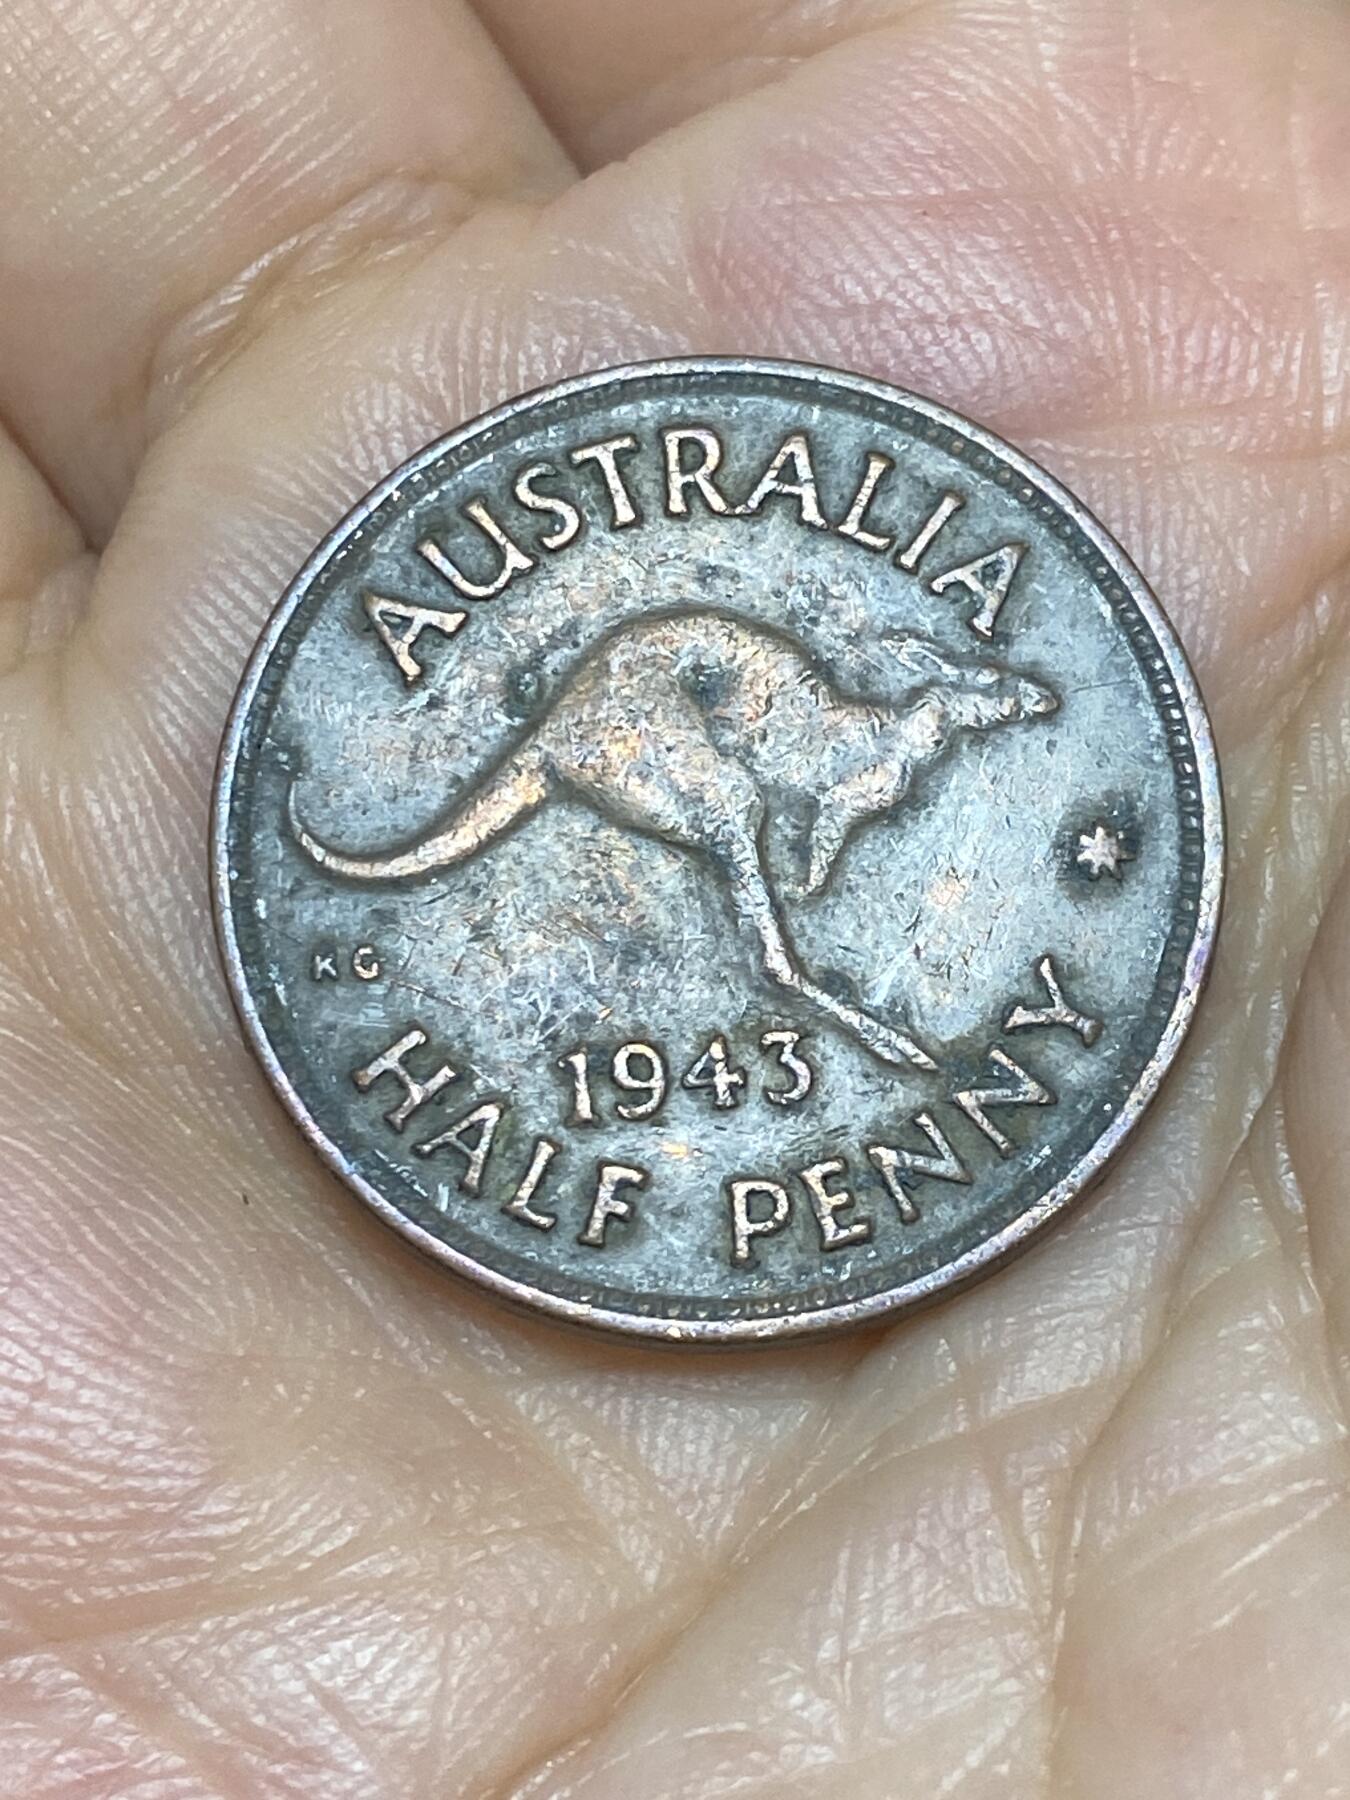 AUSTRALIA
KG
1943
HALF PENNY